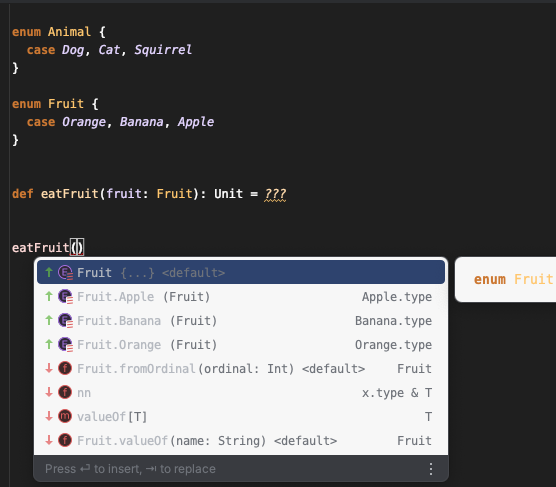 enum Animal {
case Dog, Cat, Squirrel
}
enum Fruit {
case Orange, Banana, Apple
}
def eatFruit(fruit: Fruit): Unit = ???
eatFruit()
Fruit {...} <default>
enum Fruit
Fruit.Apple (Fruit) Apple.type
Fruit.Banana (Fruit) Banana.type
Fruit.Orange (Fruit) Orange.type
Fruit.fromOrdinal(ordinal: Int) <default> Fruit
nn x.type & T
valueOf[T] T
Fruit.valueOf(name: String) <default> Fruit
Press ⏎ to insert, ⇥ to replace